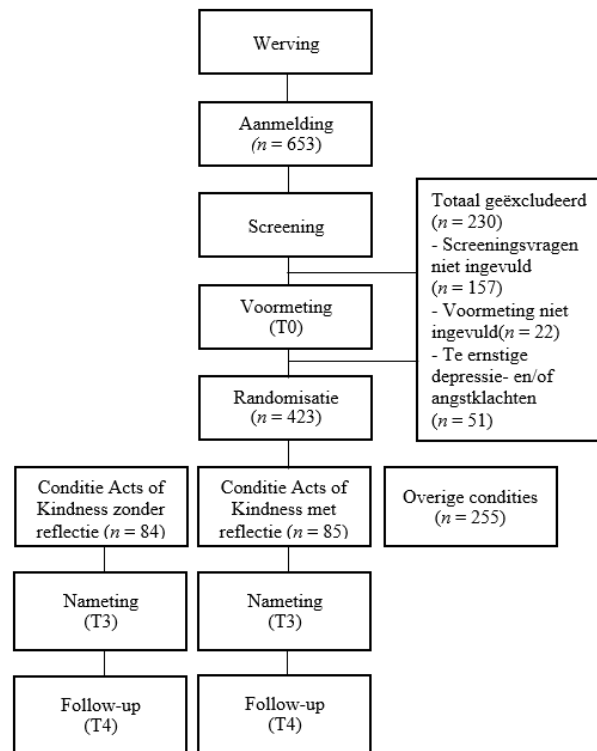 Werving
Aanmelding
(n = 653)
Screening
Totaal geëxcludeerd
(n = 230)
- Screeningsvragen
niet ingevuld
(n = 157)
- Voormeting niet
ingevuld(n = 22)
- Te ernstige
depressie- en/of
angstklachten
(n = 51)
Voormeting
(T0)
Randomisatie
(n = 423)
Conditie Acts of
Kindness zonder
reflectie (n = 84)
Conditie Acts of
Kindness met
reflectie (n = 85)
Overige condities
(n = 255)
Nameting
(T3)
Nameting
(T3)
Follow-up
(T4)
Follow-up
(T4)